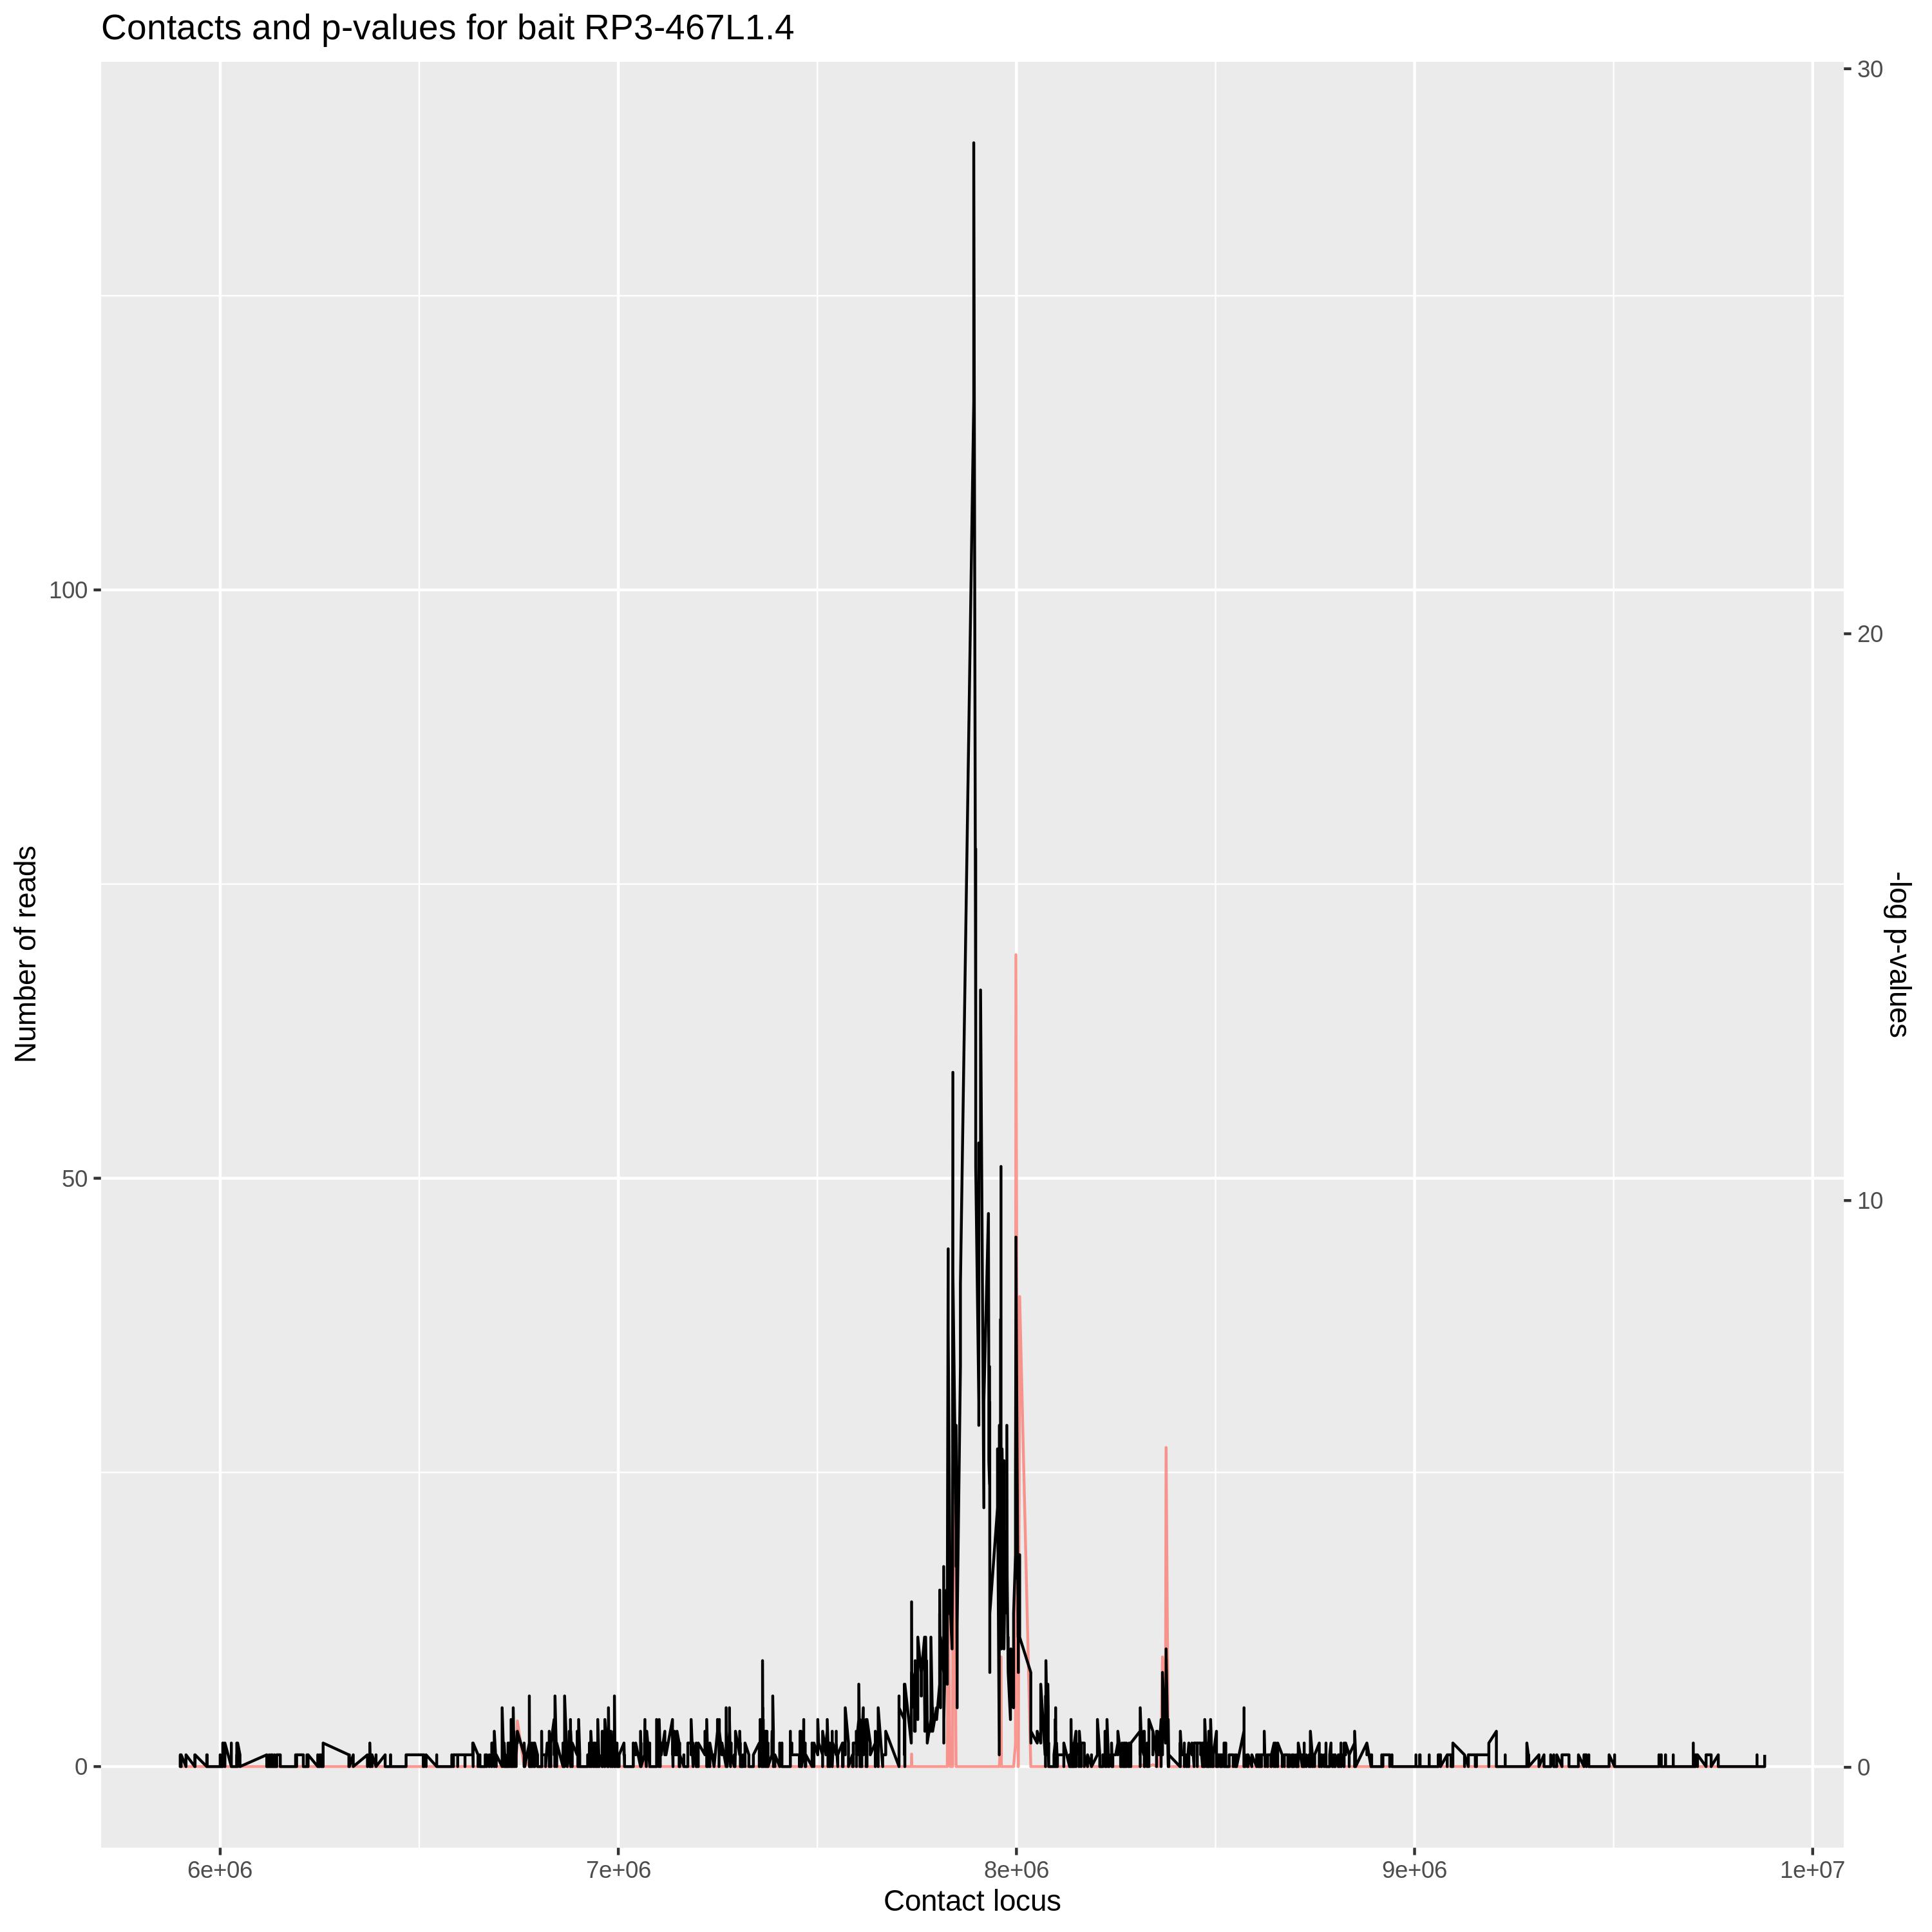 Contacts and p-values for bait RP3-467L1.4
30
100
20
Number of reads
-log p-values
50
10
0
0
6e+06
7e+06
8e+06
9e+06
1e+07
Contact locus